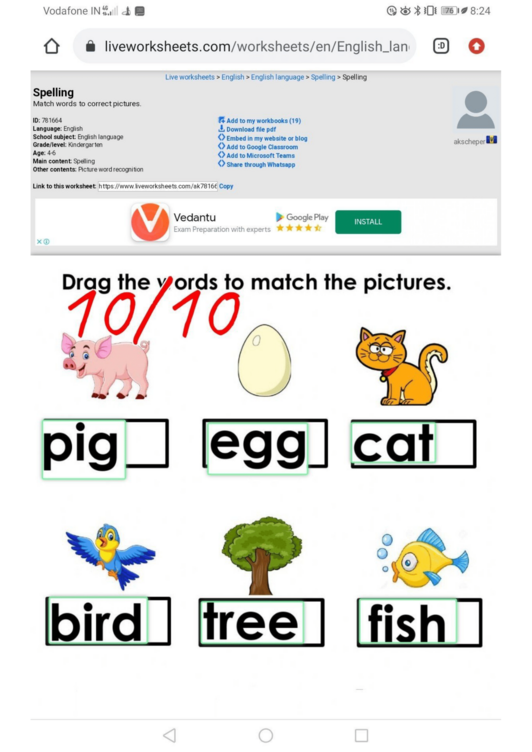 Vodafone IN 8:24
liveworksheets.com/worksheets/en/English_lan :D
Live worksheets > English > English language > Spelling > Spelling
Spelling
Match words to correct pictures.
ID: 781664
Language: English
School subject: English language
Grade/level: Kindergarten
Age: 4-6
Main content: Spelling
Other contents: Picture word recognition
Add to my workbooks (19)
Download file pdf
Embed in my website or blog
Add to Google Classroom
Add to Microsoft Teams
Share through Whatsapp
akscheper
Link to this worksheet: https://www.liveworksheets.com/ak78166 Copy
Vedantu
Exam Preparation with experts
Google Play
INSTALL
Drag the words to match the pictures.
10/10
pig egg cat
bird tree fish